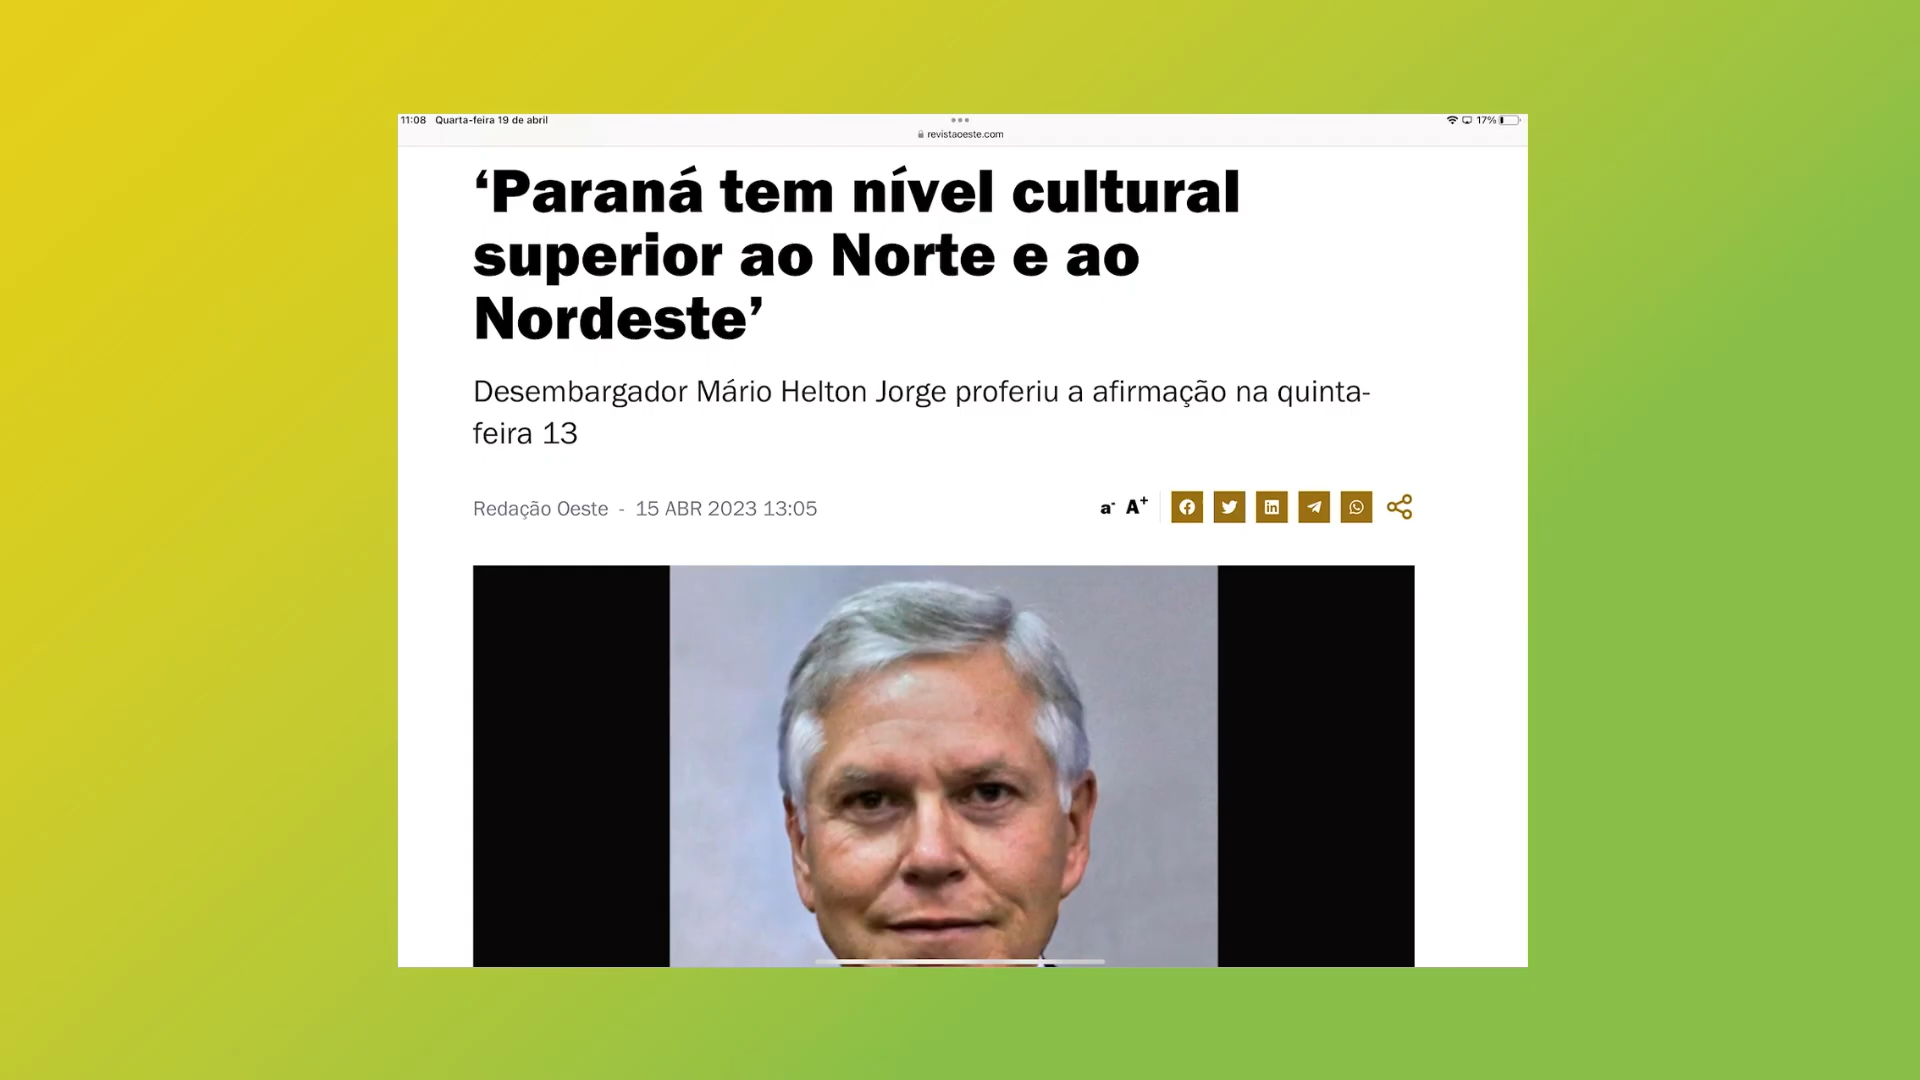 11:08 Quarta-feira 19 de abril
17%
revistaoeste.com
‘Paraná tem nível cultural
superior ao Norte e ao
Nordeste’
Desembargador Mário Helton Jorge proferiu a afirmação na quinta-
feira 13
Redação Oeste - 15 ABR 2023 13:05
a- A+